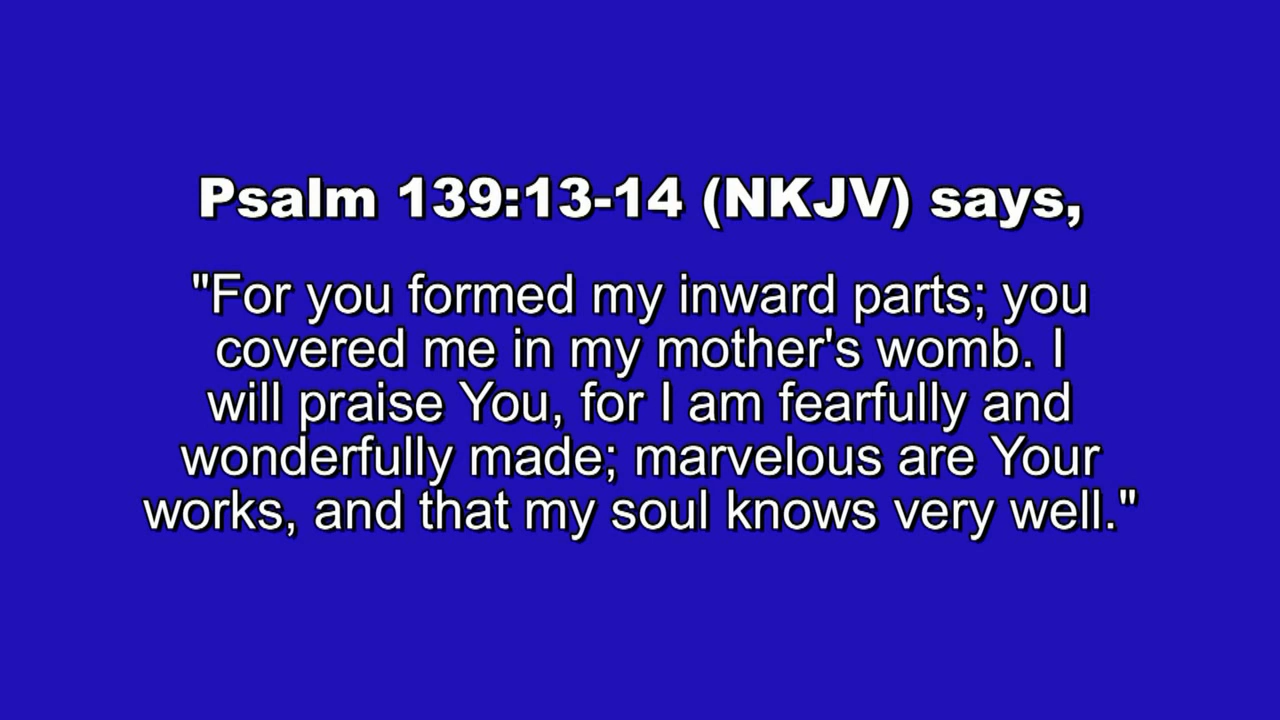 Psalm 139:13-14 (NKJV) says,
"For you formed my inward parts; you
covered me in my mother's womb. I
will praise You, for I am fearfully and
wonderfully made; marvelous are Your
works, and that my soul knows very well."